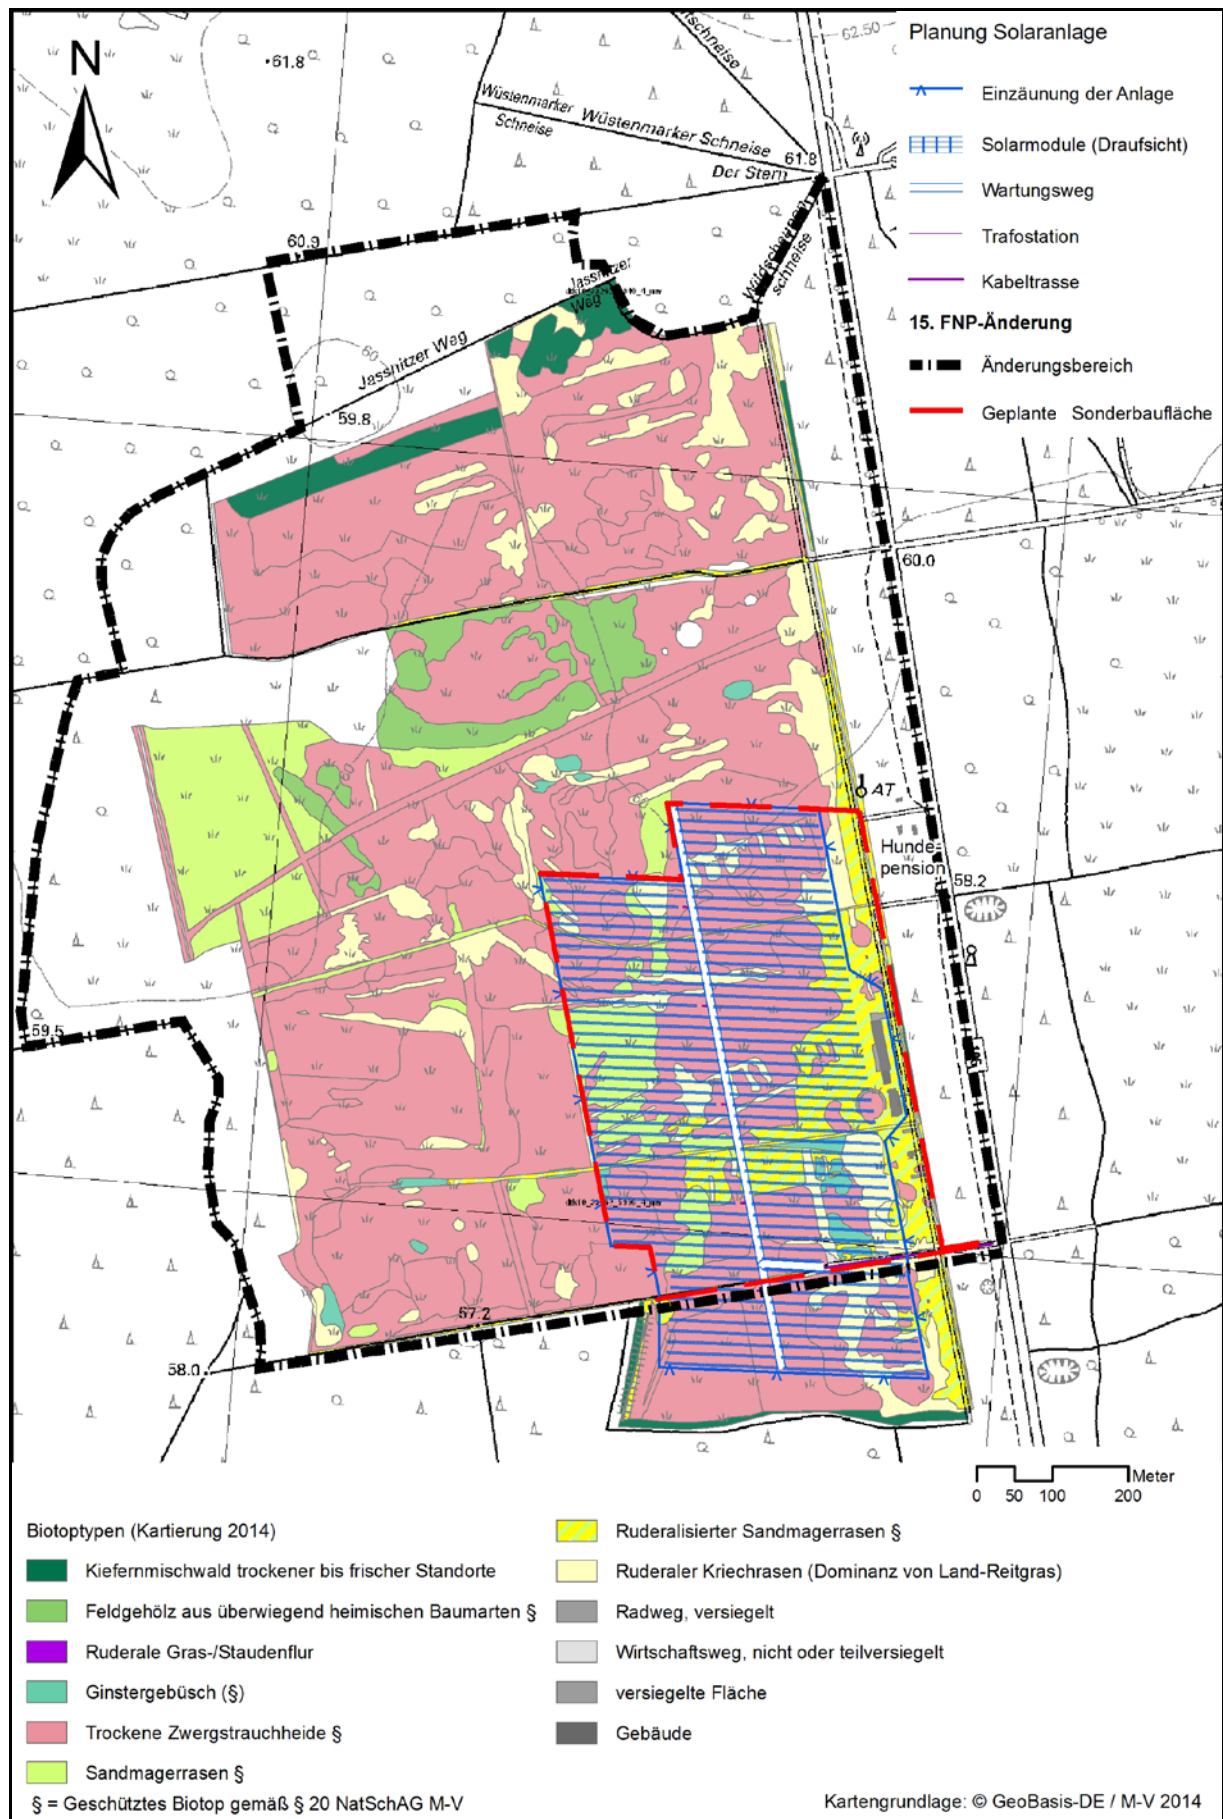 N
61.8
62.50
Wüstenmarker
Schneise
Wüstenmarker Schneise
61.8
Der Stern
Wildscheunen
schneise
60.9
Jassnitzer
Weg
Jassnitzer Weg
60
59.8
60.0
60
AT
Hunde-
pension
58.2
59.5
57.2
58.0
Planung Solaranlage
Einzäunung der Anlage
Solarmodule (Draufsicht)
Wartungsweg
Trafostation
Kabeltrasse
15. FNP-Änderung
Änderungsbereich
Geplante Sonderbaufläche
Meter
0 50 100 200
Biotoptypen (Kartierung 2014)
Kiefernmischwald trockener bis frischer Standorte
Feldgehölz aus überwiegend heimischen Baumarten §
Ruderale Gras-/Staudenflur
Ginstergebüsch (§)
Trockene Zwergstrauchheide §
Sandmagerrasen §
Ruderalisierter Sandmagerrasen §
Ruderaler Kriechrasen (Dominanz von Land-Reitgras)
Radweg, versiegelt
Wirtschaftsweg, nicht oder teilversiegelt
versiegelte Fläche
Gebäude
§ = Geschütztes Biotop gemäß § 20 NatSchAG M-V
Kartengrundlage: © GeoBasis-DE / M-V 2014